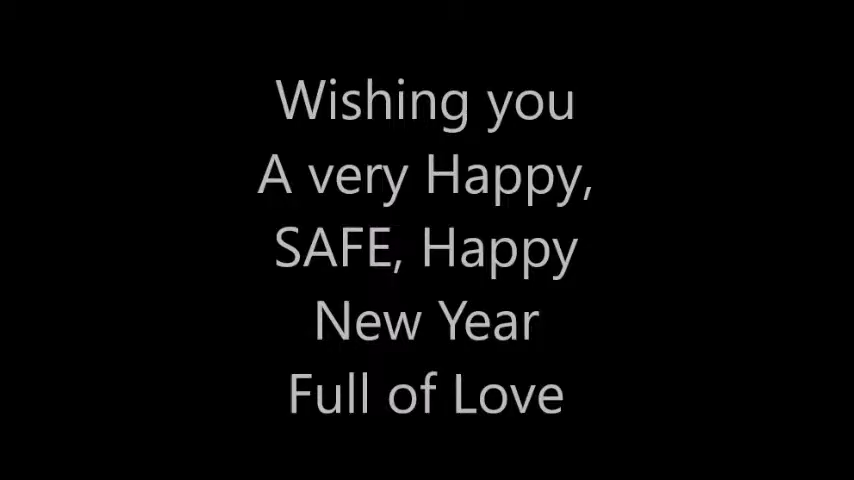 Wishing you
A very Happy,
SAFE, Happy
New Year
Full of Love